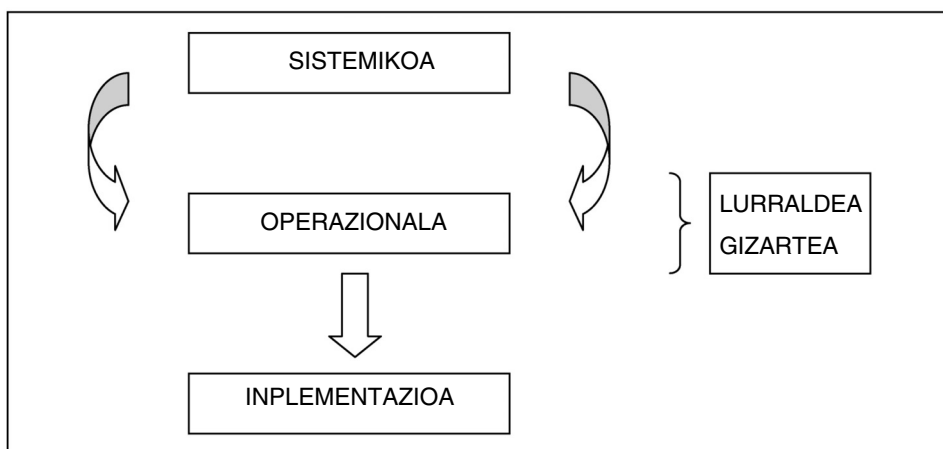 SISTEMIKOA
OPERAZIONALA
LURRALDEA
GIZARTEA
INPLEMENTAZIOA